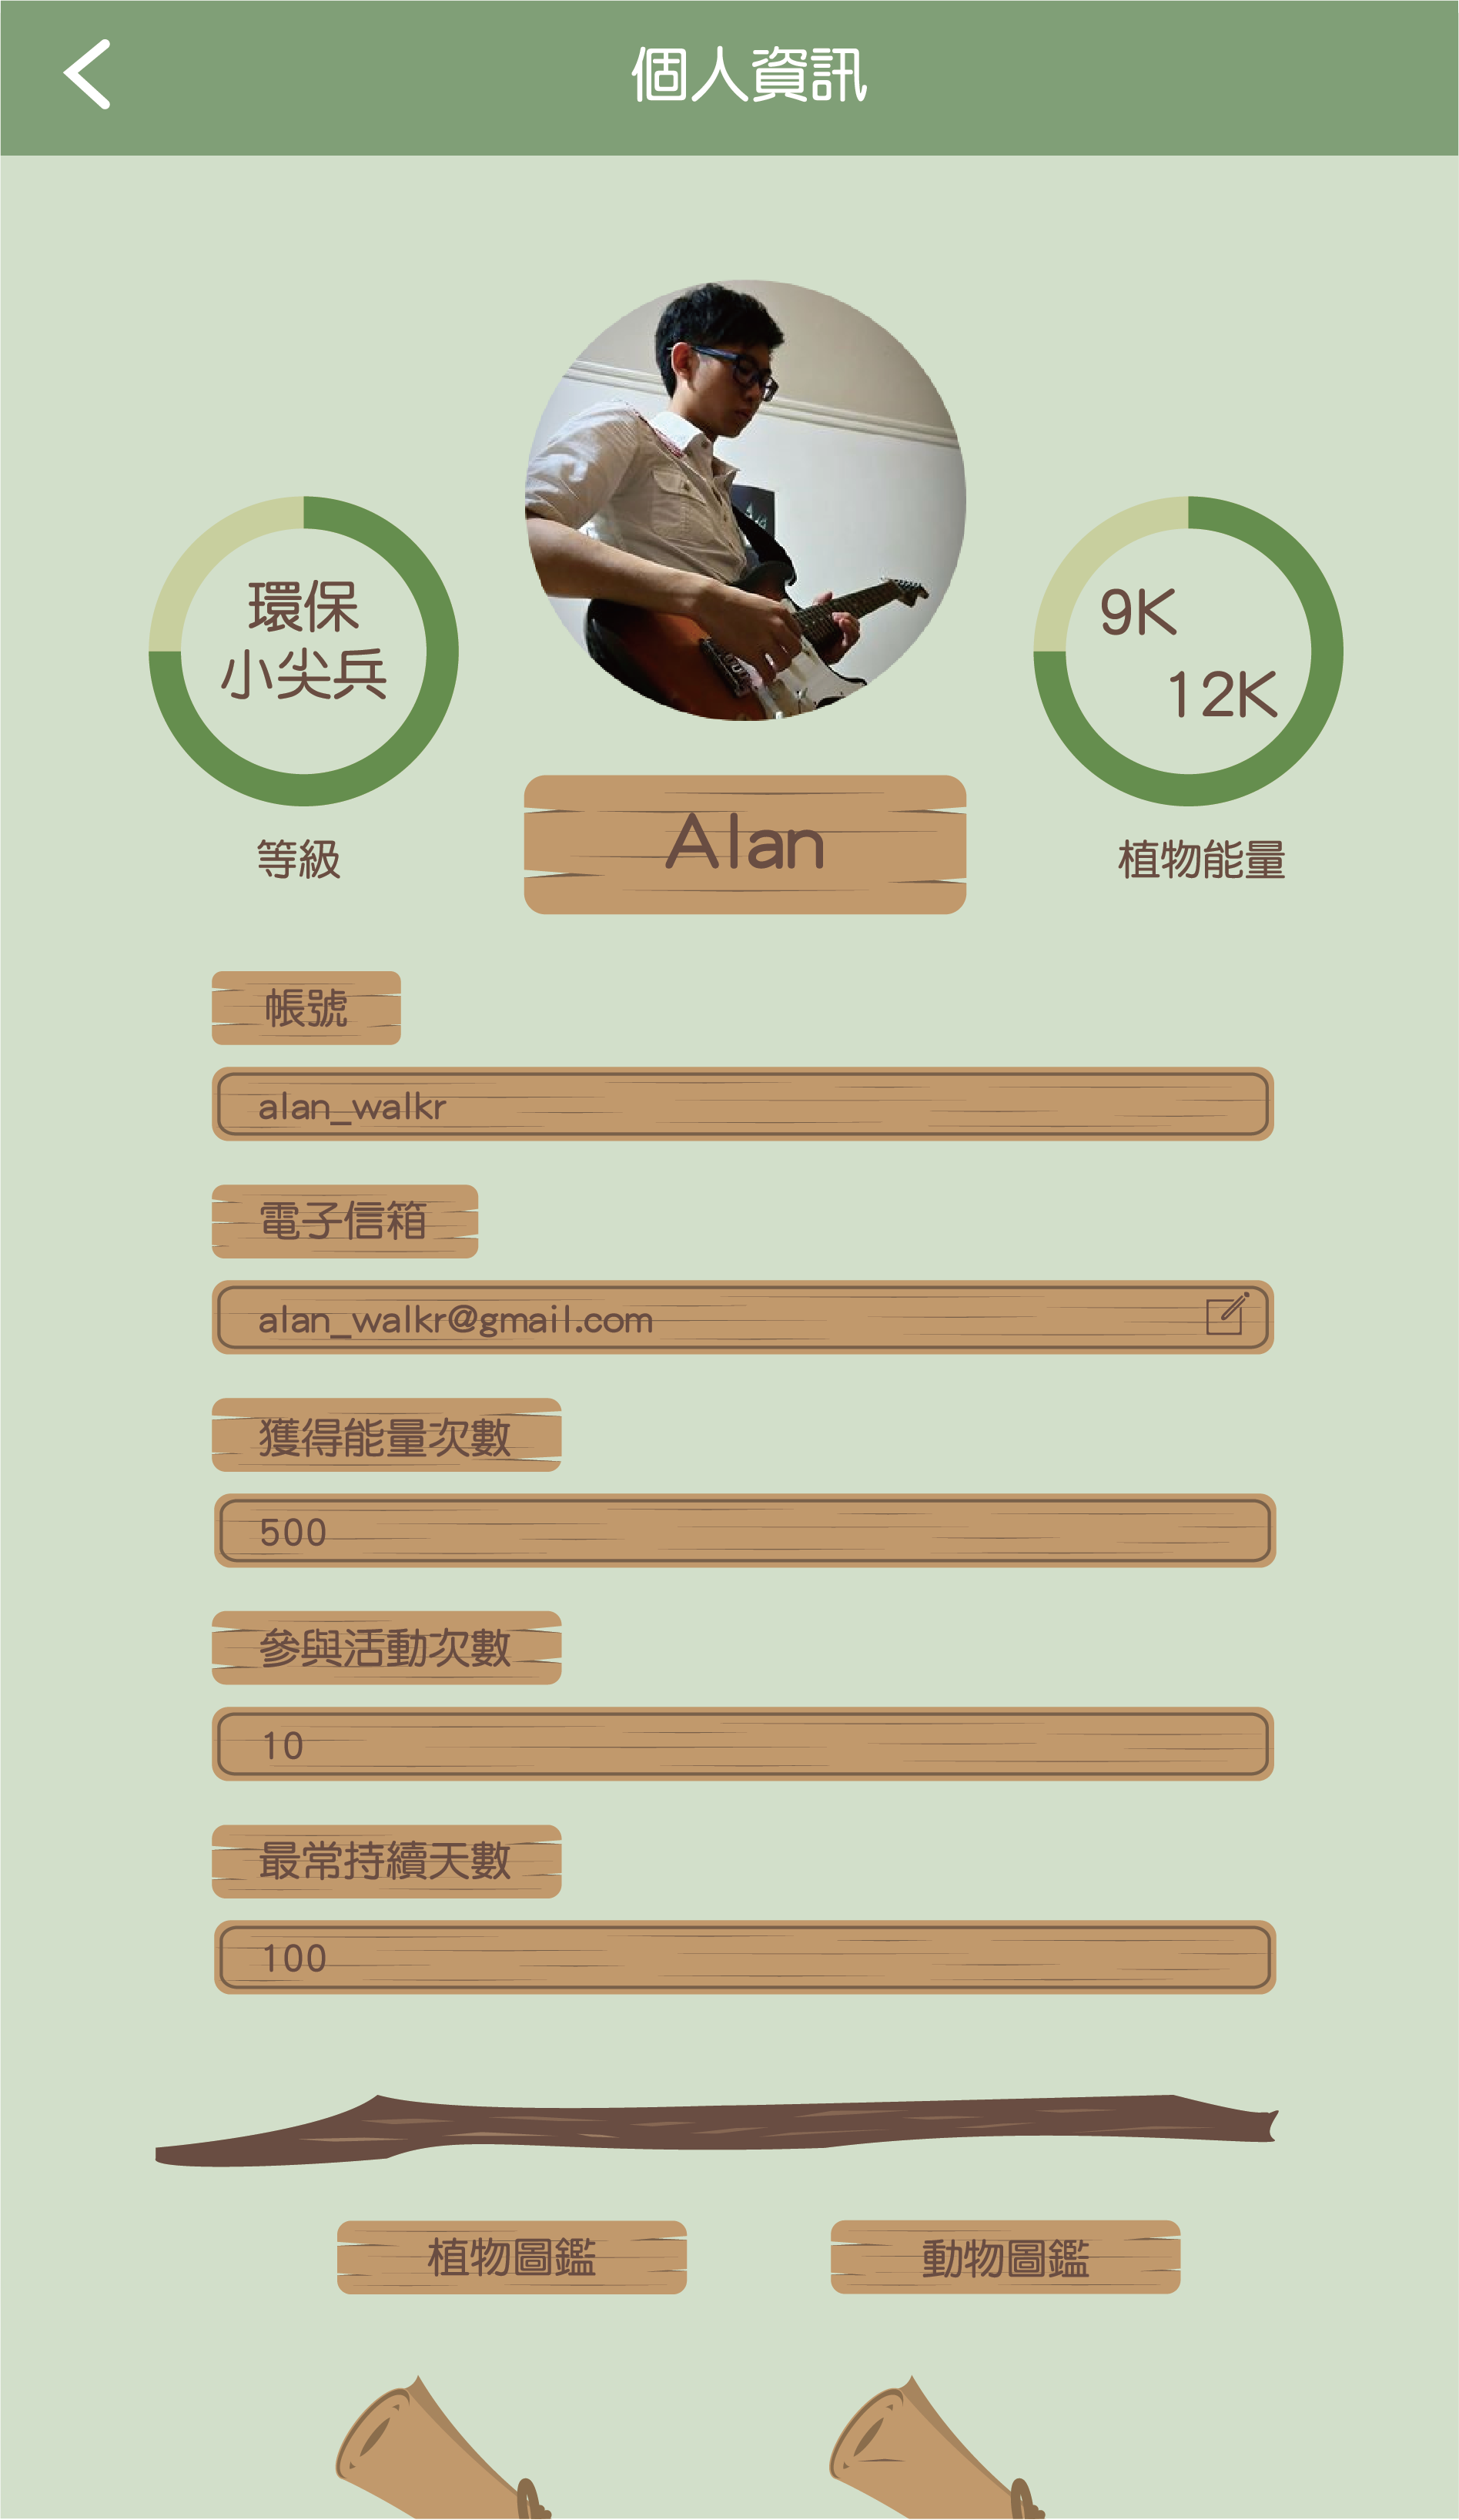 個人資訊
環保
小尖兵
等級
Alan
9K
12K
植物能量
帳號
alan_walkr
電子信箱
alan_walkr@gmail.com
獲得能量次數
500
參與活動次數
10
最常持續天數
100
植物圖鑑
動物圖鑑